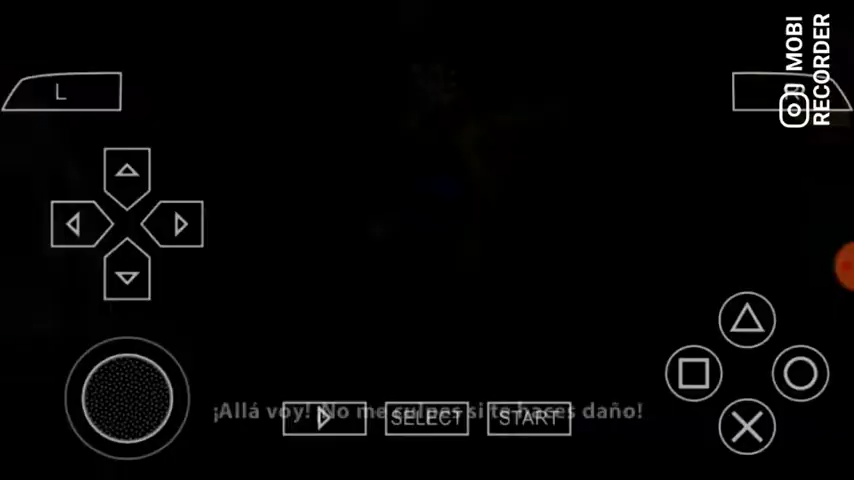 MOBI
RECORDER
L
¡Allá voy! No me culpes si te haces daño!
SELECT
START